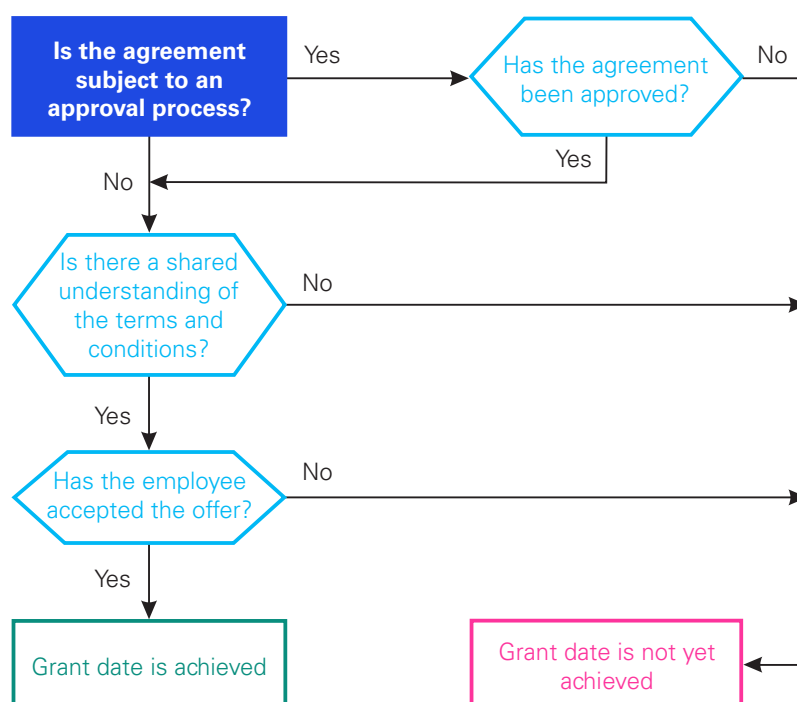 Is the agreement
subject to an
approval process?
Yes
Has the agreement
been approved?
No
Yes
No
Is there a shared
understanding of
the terms and
conditions?
No
Yes
Has the employee
accepted the offer?
No
Yes
Grant date is achieved
Grant date is not yet
achieved